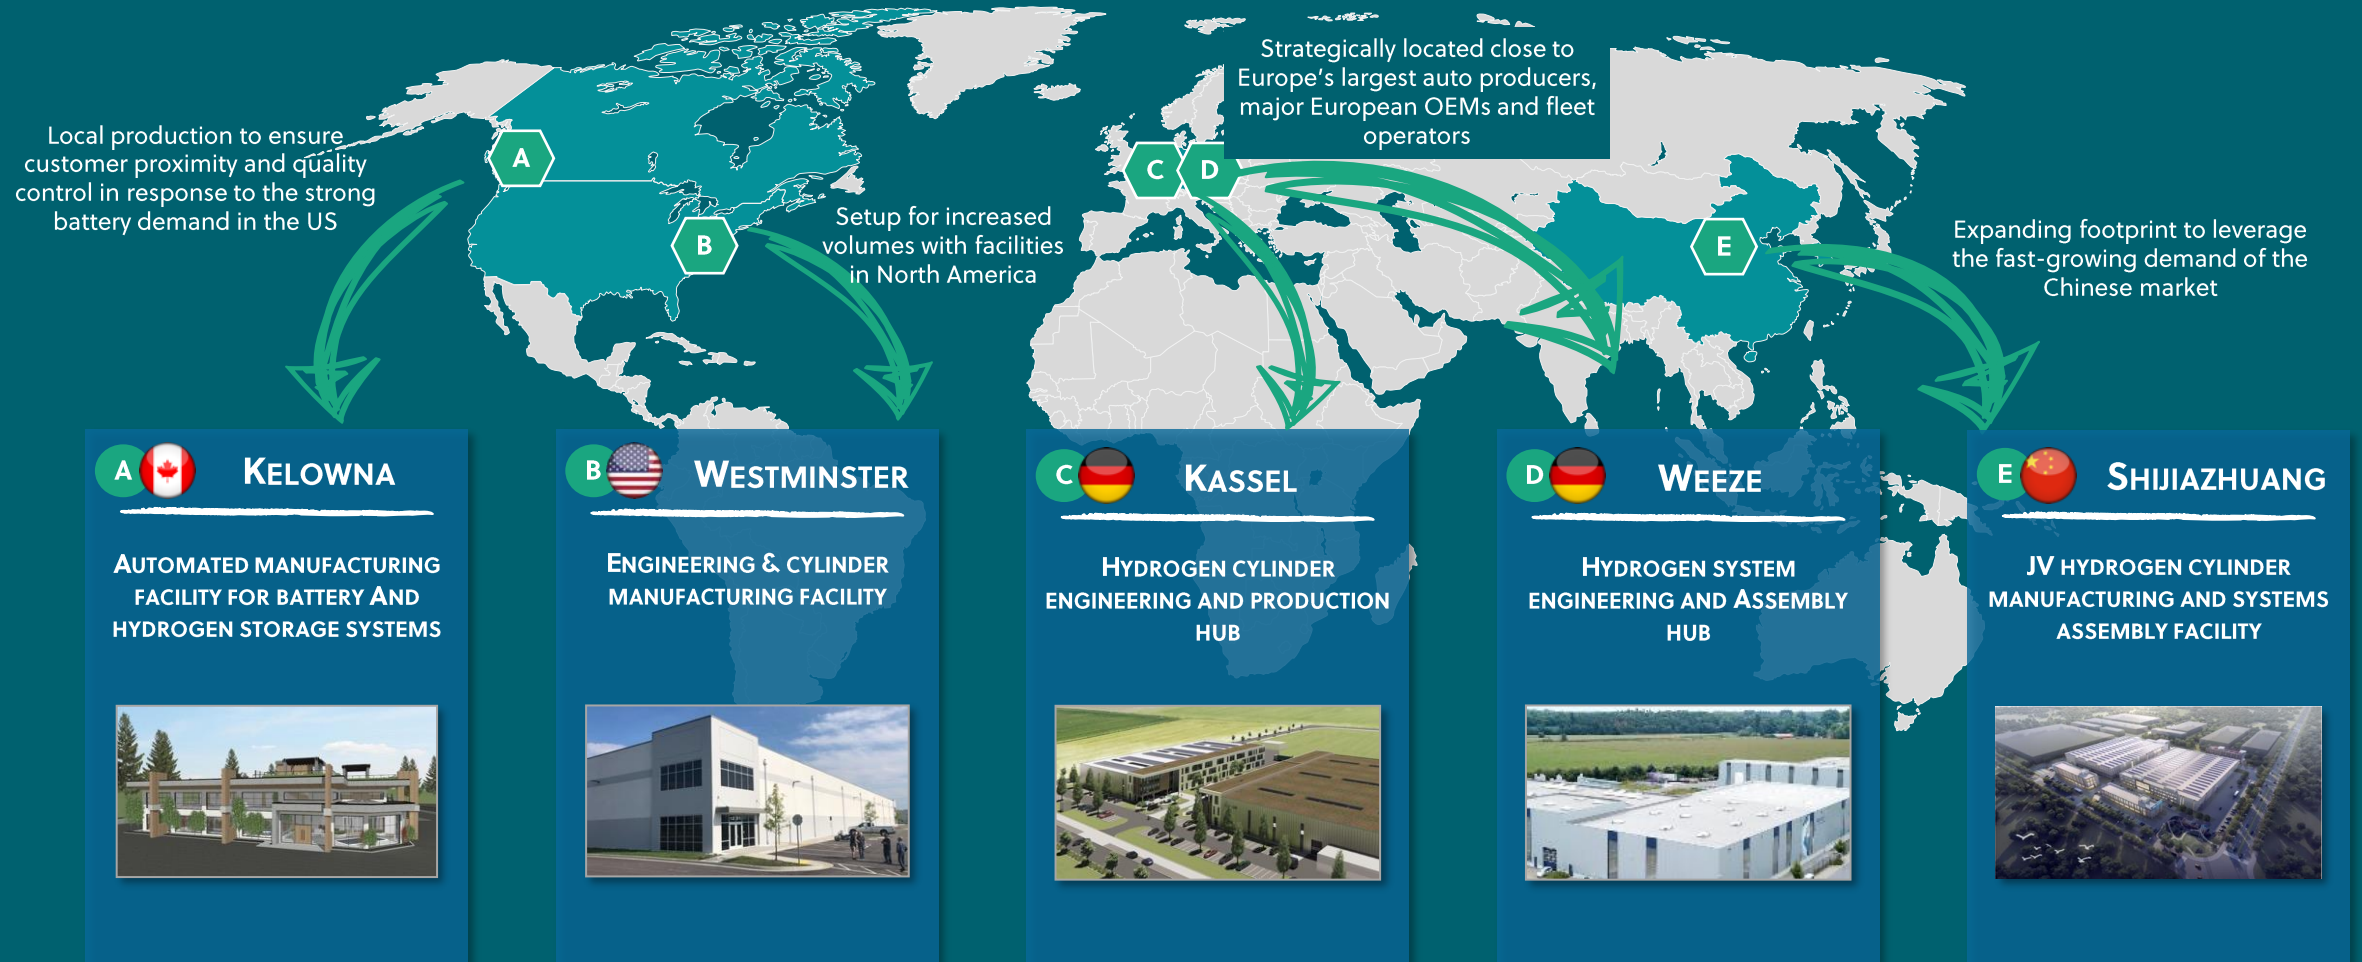 Strategically located close to
Europe's largest auto producers,
major European OEMs and fleet
operators
Local production to ensure
customer proximity and quality
control in response to the strong
battery demand in the US
A
B
C
D
E
Setup for increased
volumes with facilities
in North America
Expanding footprint to leverage
the fast-growing demand of the
Chinese market
A
KELOWNA
AUTOMATED MANUFACTURING
FACILITY FOR BATTERY AND
HYDROGEN STORAGE SYSTEMS
B
WESTMINSTER
ENGINEERING & CYLINDER
MANUFACTURING FACILITY
C
KASSEL
HYDROGEN CYLINDER
ENGINEERING AND PRODUCTION
HUB
D
WEEZE
HYDROGEN SYSTEM
ENGINEERING AND ASSEMBLY
HUB
E
SHIJIAZHUANG
JV HYDROGEN CYLINDER
MANUFACTURING AND SYSTEMS
ASSEMBLY FACILITY